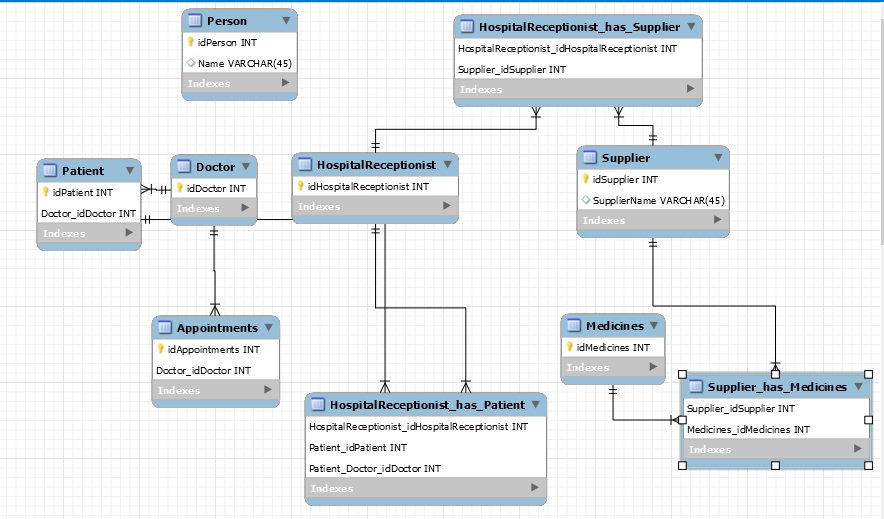 Person
idPerson INT
Name VARCHAR(45)
Indexes
HospitalReceptionist_has_Supplier
HospitalReceptionist_idHospitalReceptionist INT
Supplier_idSupplier INT
Indexes
Patient
idPatient INT
Doctor_idDoctor INT
Indexes
Doctor
idDoctor INT
Indexes
HospitalReceptionist
idHospitalReceptionist INT
Indexes
Supplier
idSupplier INT
SupplierName VARCHAR(45)
Indexes
Appointments
idAppointments INT
Doctor_idDoctor INT
Indexes
Medicines
idMedicines INT
Indexes
HospitalReceptionist_has_Patient
HospitalReceptionist_idHospitalReceptionist INT
Patient_idPatient INT
Patient_Doctor_idDoctor INT
Indexes
Supplier_has_Medicines
Supplier_idSupplier INT
Medicines_idMedicines INT
Indexes